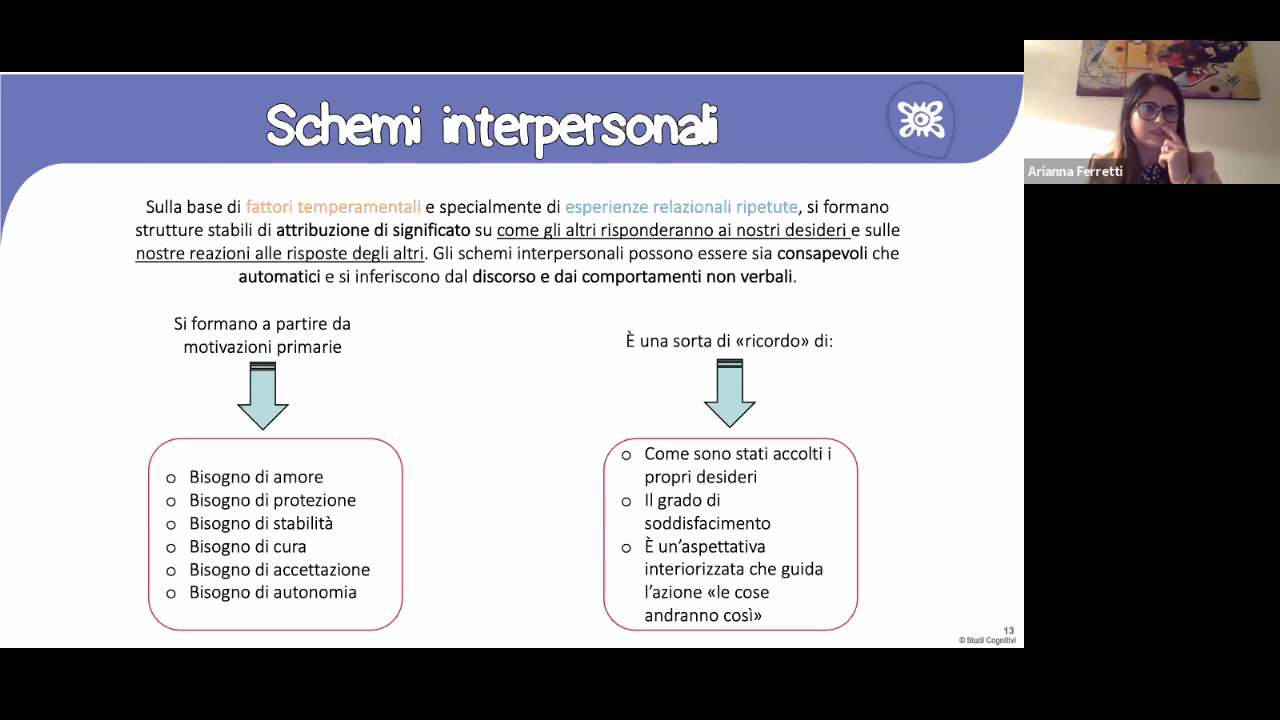 Schemi interpersonali
Sulla base di fattori temperamentali e specialmente di esperienze relazionali ripetute, si formano
strutture stabili di attribuzione di significato su come gli altri risponderanno ai nostri desideri e sulle
nostre reazioni alle risposte degli altri. Gli schemi interpersonali possono essere sia consapevoli che
automatici e si inferiscono dal discorso e dai comportamenti non verbali.
Si formano a partire da
motivazioni primarie
o Bisogno di amore
o Bisogno di protezione
o Bisogno di stabilità
o Bisogno di cura
o Bisogno di accettazione
o Bisogno di autonomia
È una sorta di «ricordo» di:
o Come sono stati accolti i
propri desideri
o Il grado di
soddisfacimento
o È un’aspettativa
interiorizzata che guida
l’azione «le cose
andranno così»
13
© Studi Cognitivi
Arianna Ferretti